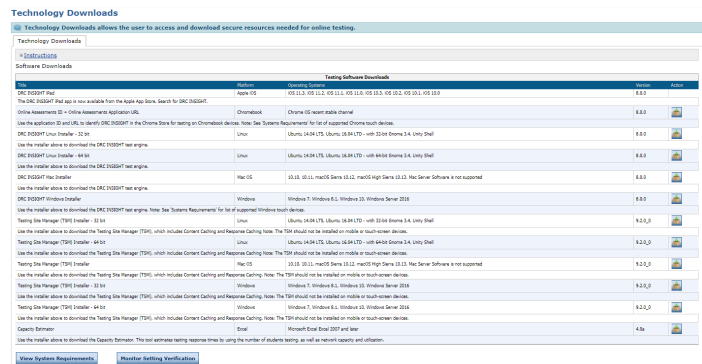 Technology Downloads
Technology Downloads allows the user to access and download secure resources needed for online testing.
Technology Downloads
Instructions
Software Downloads
Testing Software Downloads
Title Platform Operating Systems Version Action
DRC INSIGHT iPad Apple iOS iOS 11.3, iOS 11.2, iOS 11.1, iOS 11.0, iOS 10.3, iOS 10.2, iOS 10.1, iOS 10.0 8.0.0
The DRC INSIGHT iPad app is now available from the Apple App Store. Search for DRC INSIGHT.
Online Assessments ID = Online Assessments Application URL Chromebook Chrome OS recent stable channel 8.0.0
Use the application ID and URL to identify DRC INSIGHT in the Chrome Store for testing on Chromebook devices. Note: See 'Systems Requirements' for list of supported Chrome touch devices.
DRC INSIGHT Linux Installer - 32 bit Linux Ubuntu 14.04 LTS, Ubuntu 16.04 LTD - with 32-bit Gnome 3.4, Unity Shell 8.0.0
Use the installer above to download the DRC INSIGHT test engine.
DRC INSIGHT Linux Installer - 64 bit Linux Ubuntu 14.04 LTS, Ubuntu 16.04 LTD - with 64-bit Gnome 3.4, Unity Shell 8.0.0
Use the installer above to download the DRC INSIGHT test engine.
DRC INSIGHT Mac Installer Mac OS 10.10, 10.11, macOS Sierra 10.12, macOS High Sierra 10.13, Mac Server Software is not supported 8.0.0
Use the installer above to download the DRC INSIGHT test engine.
DRC INSIGHT Windows Installer Windows Windows 7, Windows 8.1, Windows 10, Windows Server 2016 8.0.0
Use the installer above to download the DRC INSIGHT test engine. Note: See 'Systems Requirements' for list of supported Windows touch devices.
Testing Site Manager (TSM) Installer - 32 bit Linux Ubuntu 14.04 LTS, Ubuntu 16.04 LTD - with 32-bit Gnome 3.4, Unity Shell 9.2.0_0
Use the installer above to download the Testing Site Manager (TSM), which includes Content Caching and Response Caching Note: The TSM should not be installed on mobile or touch-screen devices.
Testing Site Manager (TSM) Installer - 64 bit Linux Ubuntu 14.04 LTS, Ubuntu 16.04 LTD - with 64-bit Gnome 3.4, Unity Shell 9.2.0_0
Use the installer above to download the Testing Site Manager (TSM), which includes Content Caching and Response Caching Note: The TSM should not be installed on mobile or touch-screen devices.
Testing Site Manager (TSM) Installer Mac OS 10.10, 10.11, macOS Sierra 10.12, macOS High Sierra 10.13, Mac Server Software is not supported 9.2.0_0
Use the installer above to download the Testing Site Manager (TSM), which includes Content Caching and Response Caching. Note: The TSM should not be installed on mobile or touch-screen devices.
Testing Site Manager (TSM) Installer - 32 bit Windows Windows 7, Windows 8.1, Windows 10, Windows Server 2016 9.2.0_0
Use the installer above to download the Testing Site Manager (TSM), which includes Content Caching and Response Caching. Note: The TSM should not be installed on mobile or touch-screen devices.
Testing Site Manager (TSM) Installer - 64 bit Windows Windows 7, Windows 8.1, Windows 10, Windows Server 2016 9.2.0_0
Use the installer above to download the Testing Site Manager (TSM), which includes Content Caching and Response Caching. Note: The TSM should not be installed on mobile or touch-screen devices.
Capacity Estimator Excel Microsoft Excel Excel 2007 and later 4.0a
Use the installer above to download the Capacity Estimator. This tool estimates testing response times by using the number of students testing, as well as network capacity and utilization.
View System Requirements Monitor Setting Verification